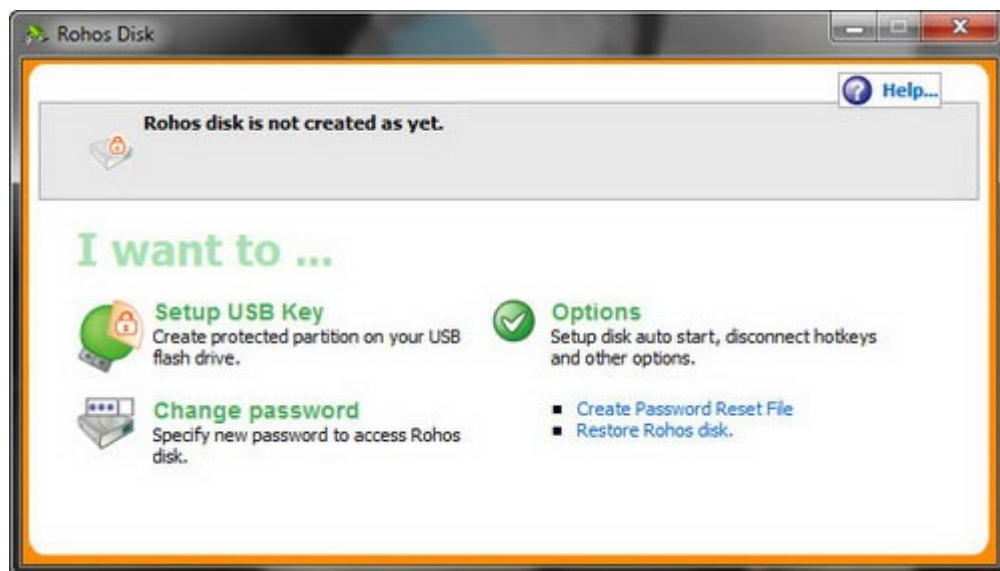 Rohos Disk
Help...
Rohos disk is not created as yet.
I want to ...
Setup USB Key
Create protected partition on your USB
flash drive.
Options
Setup disk auto start, disconnect hotkeys
and other options.
Change password
Specify new password to access Rohos
disk.
Create Password Reset File
Restore Rohos disk.